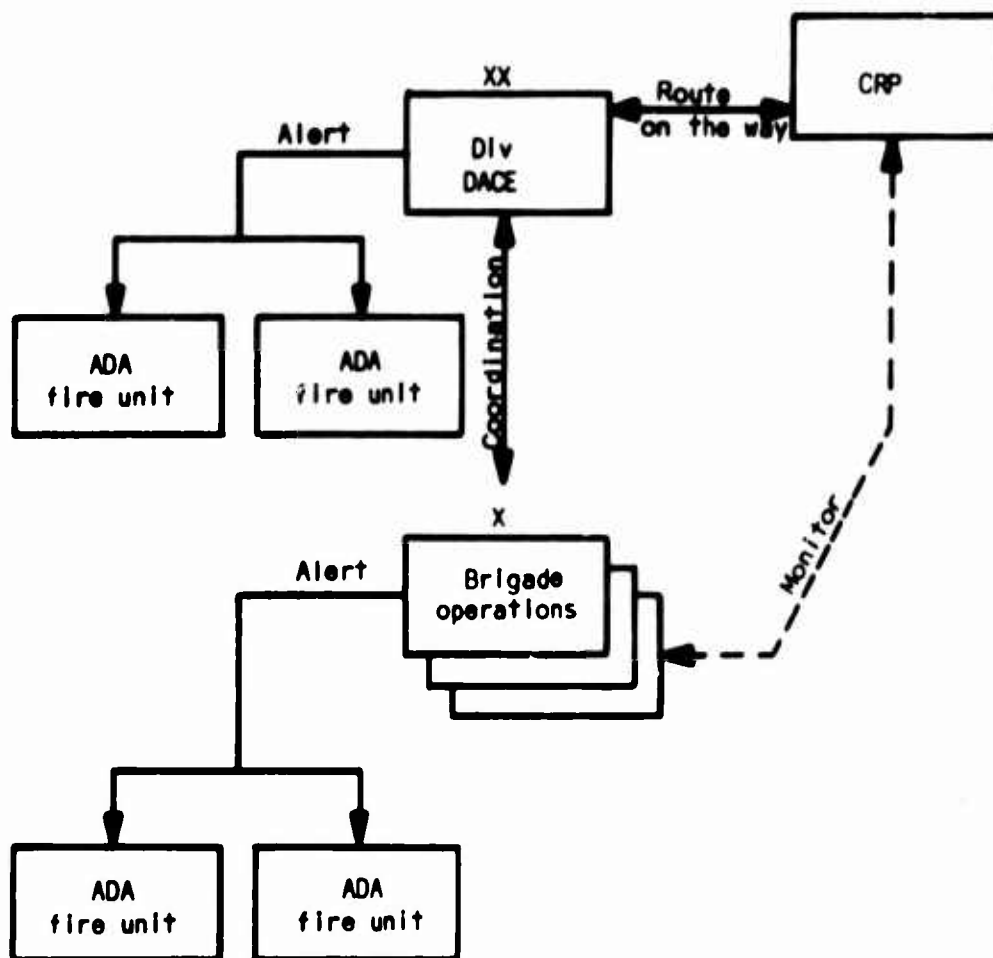 XX
CRP
Route
on the way
Alert
Div
DACE
Coordination
ADA
fire unit
ADA
fire unit
X
Monitor
Alert
Brigade
operations
ADA
fire unit
ADA
fire unit